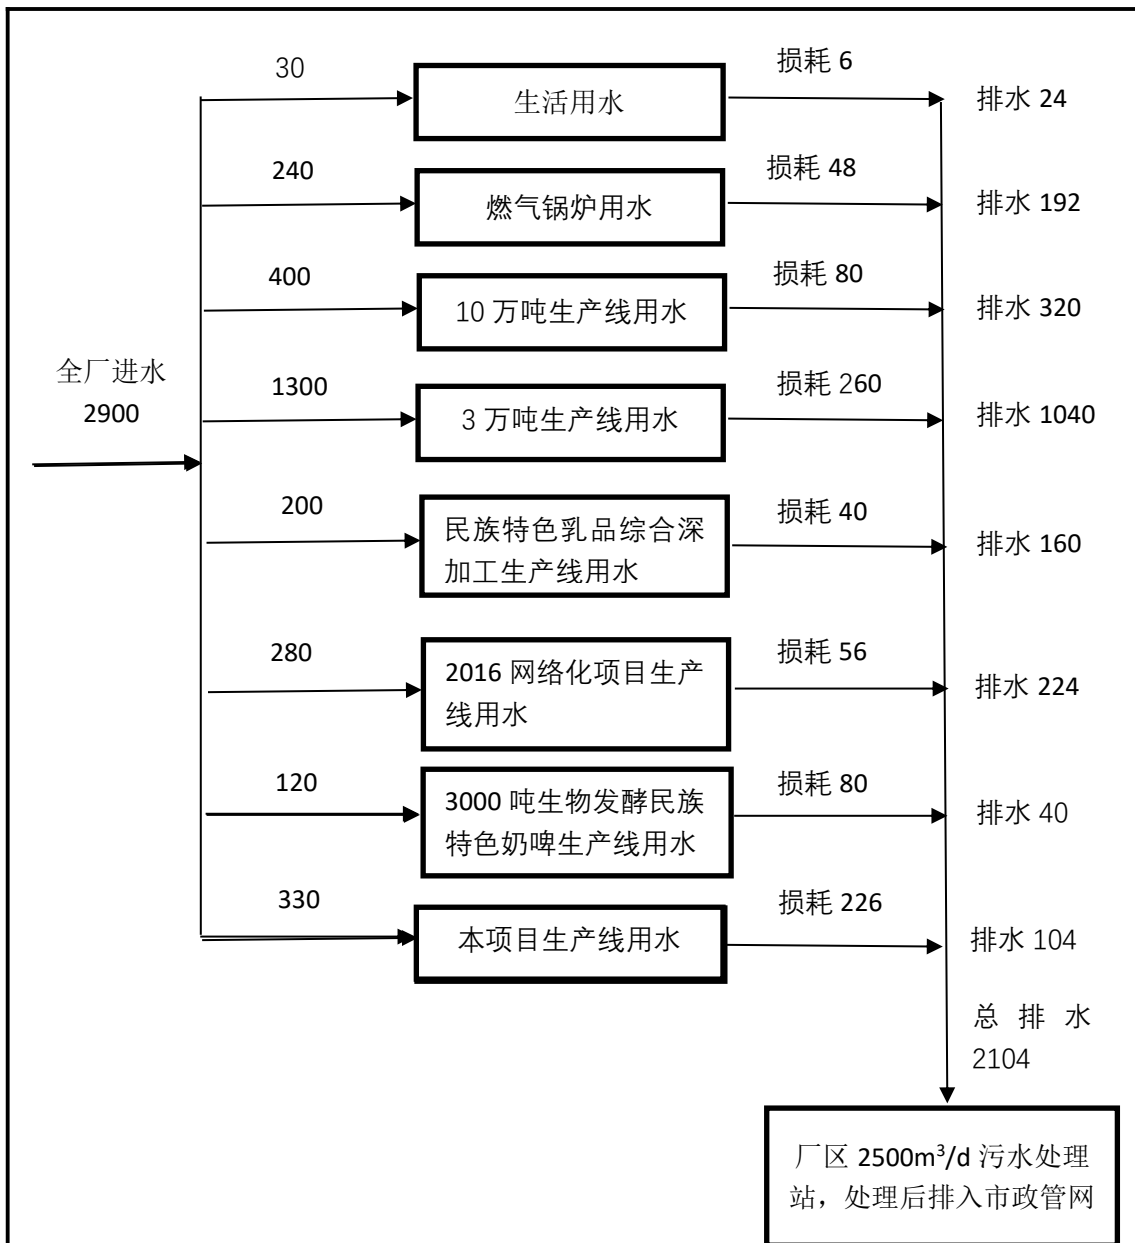 30
生活用水
损耗 6
排水 24
240
燃气锅炉用水
损耗 48
排水 192
400
10 万吨生产线用水
损耗 80
排水 320
全厂进水
2900
1300
3 万吨生产线用水
损耗 260
排水 1040
200
民族特色乳品综合深
加工生产线用水
损耗 40
排水 160
280
2016 网络化项目生产
线用水
损耗 56
排水 224
120
3000 吨生物发酵民族
特色奶啤生产线用水
损耗 80
排水 40
330
本项目生产线用水
损耗 226
排水 104
总 排 水
2104
厂区 2500m³/d 污水处理
站，处理后排入市政管网